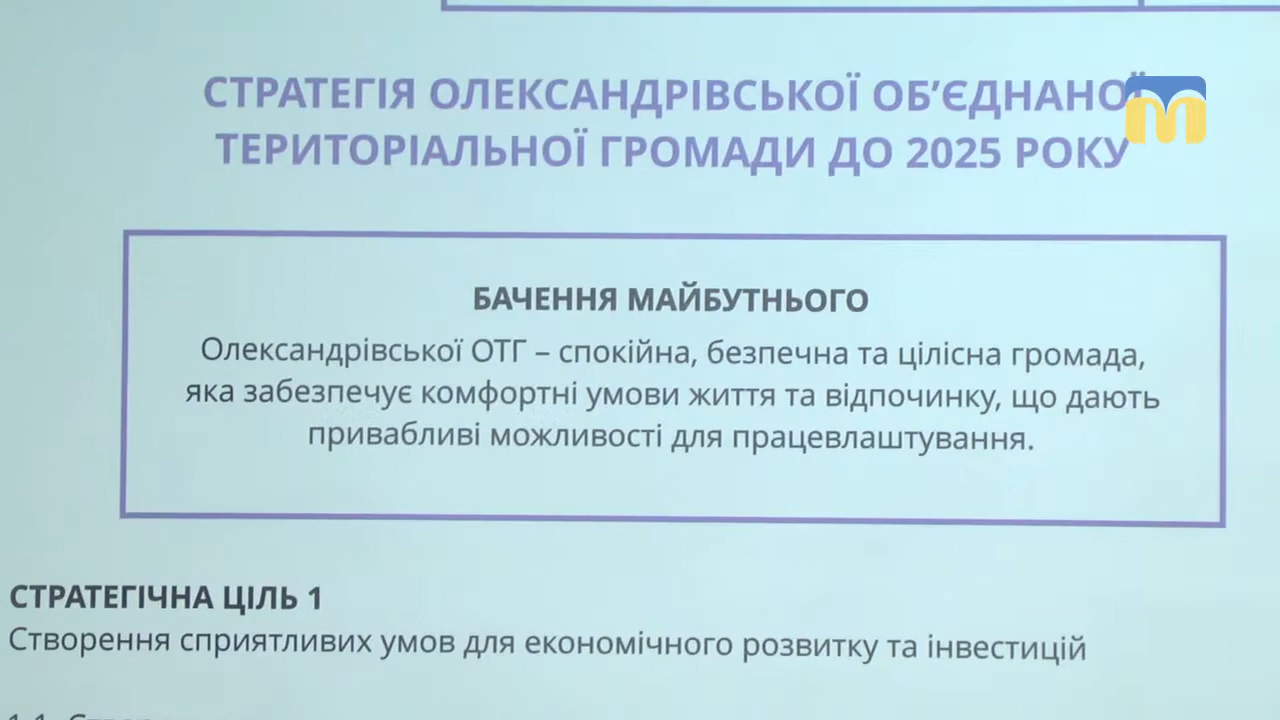 СТРАТЕГІЯ ОЛЕКСАНДРІВСЬКОЇ ОБ’ЄДНАНОЇ
ТЕРИТОРІАЛЬНОЇ ГРОМАДИ ДО 2025 РОКУ
БАЧЕННЯ МАЙБУТНЬОГО
Олександрівської ОТГ – спокійна, безпечна та цілісна громада,
яка забезпечує комфортні умови життя та відпочинку, що дають
привабливі можливості для працевлаштування.
СТРАТЕГІЧНА ЦІЛЬ 1
Створення сприятливих умов для економічного розвитку та інвестицій